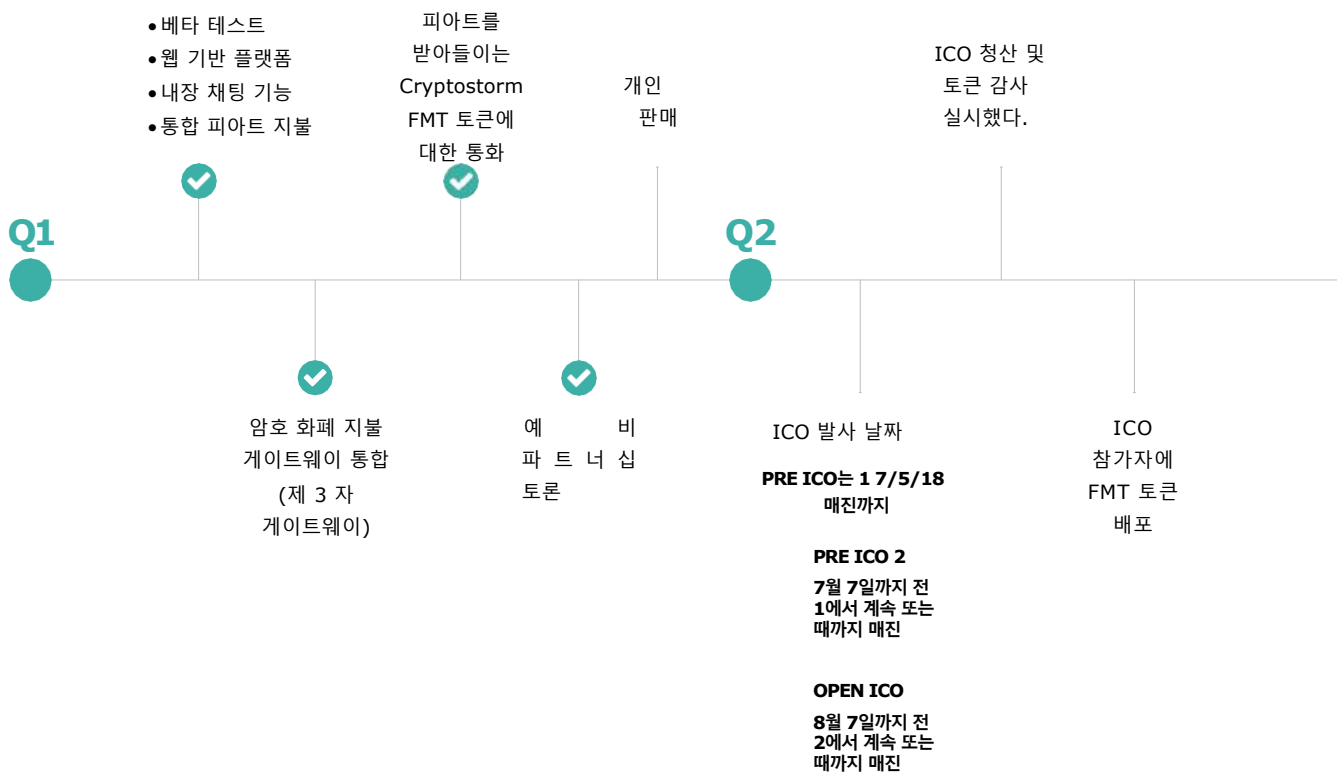 •베타 테스트
•웹 기반 플랫폼
•내장 채팅 기능
•통합 피아트 지불
피아트를
받아들이는
Cryptostorm
FMT 토큰에
대한 통화
개인
판매
ICO 청산 및
토큰 감사
실시했다.
Q1
Q2
암호 화폐 지불
게이트웨이 통합
(제 3 자
게이트웨이)
예 비
파 트 너 십
토론
ICO 발사 날짜
PRE ICO는 1 7/5/18
매진까지
PRE ICO 2
7월 7일까지 전
1에서 계속 또는
때까지 매진
OPEN ICO
8월 7일까지 전
2에서 계속 또는
때까지 매진
ICO
참가자에
FMT 토큰
배포